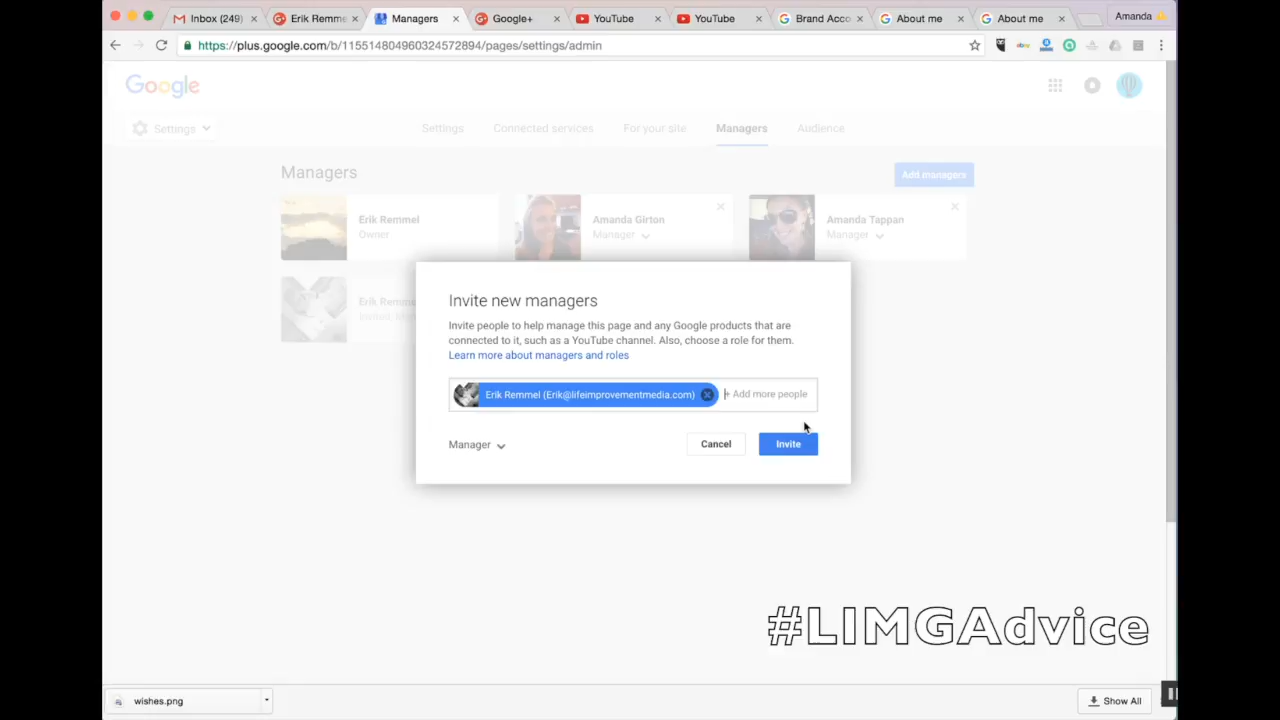 Inbox (249)
Erik Remme
Managers
Google+
YouTube
YouTube
Brand Acco
About me
About me
Amanda
https://plus.google.com/b/115514804960324572894/pages/settings/admin
Google
Settings
Settings
Connected services
For your site
Managers
Audience
Managers
Add managers
Erik Remmel
Owner
Amanda Girton
Manager
Amanda Tappan
Manager
Erik Remme
Invite new managers
Invite people to help manage this page and any Google products that are
connected to it, such as a YouTube channel. Also, choose a role for them.
Learn more about managers and roles
Erik Remmel (Erik@lifeimprovementmedia.com)
+ Add more people
Manager
Cancel
Invite
#LIMGAdvice
wishes.png
Show All